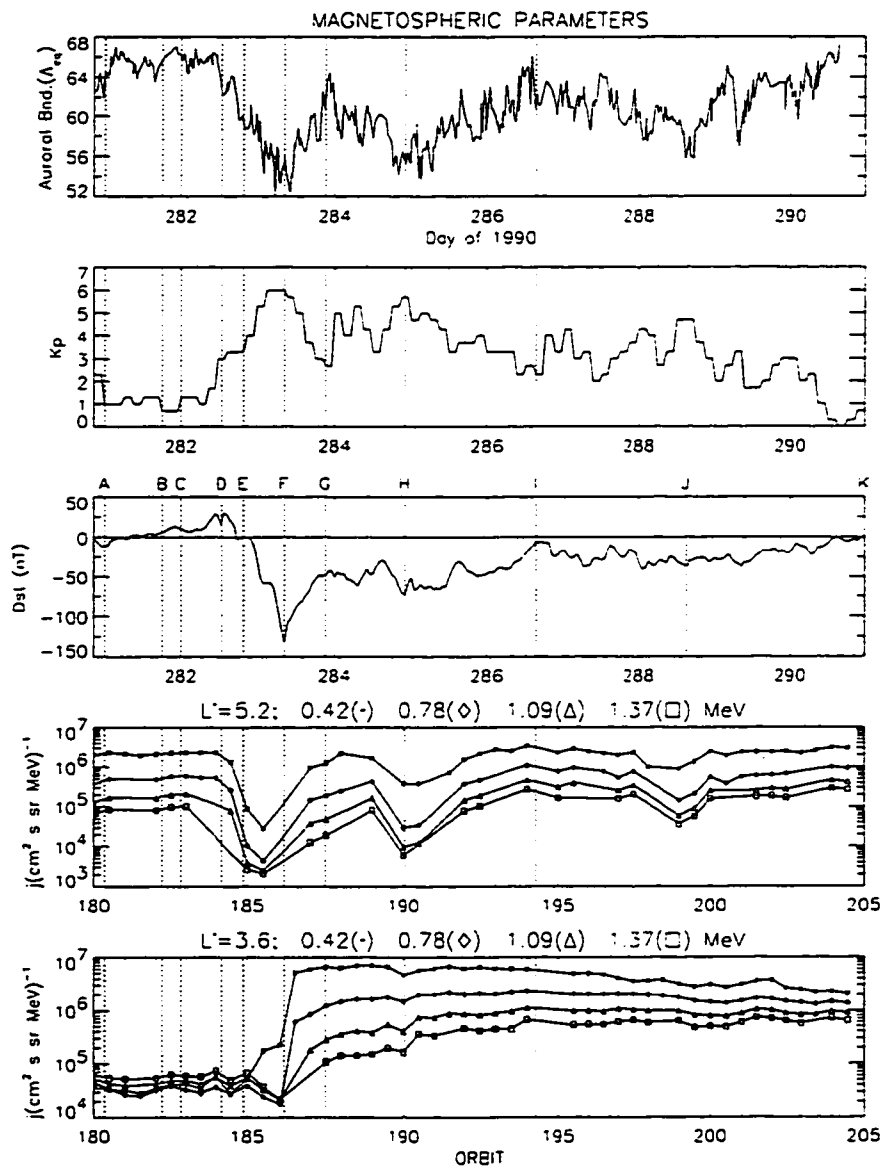 MAGNETOSPHERIC PARAMETERS
Auroral Bnd.(Λeq)
68
64
60
56
52
282 284 286 288 290
Day of 1990
Kp
7
6
5
4
3
2
1
0
282 284 286 288 290
A B C D E F G H I J K
Dst (nT)
50
0
-50
-100
-150
282 284 286 288 290
L*=5.2: 0.42(-) 0.78(◇) 1.09(Δ) 1.37(□) MeV
j(cm² s sr MeV)⁻¹
10⁷
10⁶
10⁵
10⁴
10³
180 185 190 195 200 205
L*=3.6: 0.42(-) 0.78(◇) 1.09(Δ) 1.37(□) MeV
j(cm² s sr MeV)⁻¹
10⁷
10⁶
10⁵
10⁴
180 185 190 195 200 205
ORBIT